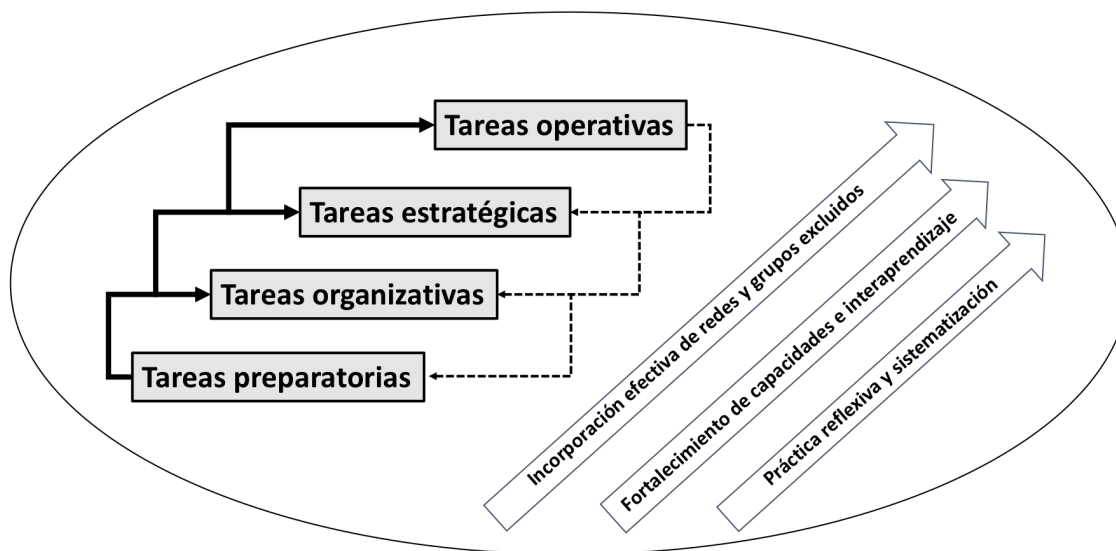 Tareas operativas
Tareas estratégicas
Tareas organizativas
Tareas preparatorias
Incorporación efectiva de redes y grupos excluidos
Fortalecimiento de capacidades e interaprendizaje
Práctica reflexiva y sistematización